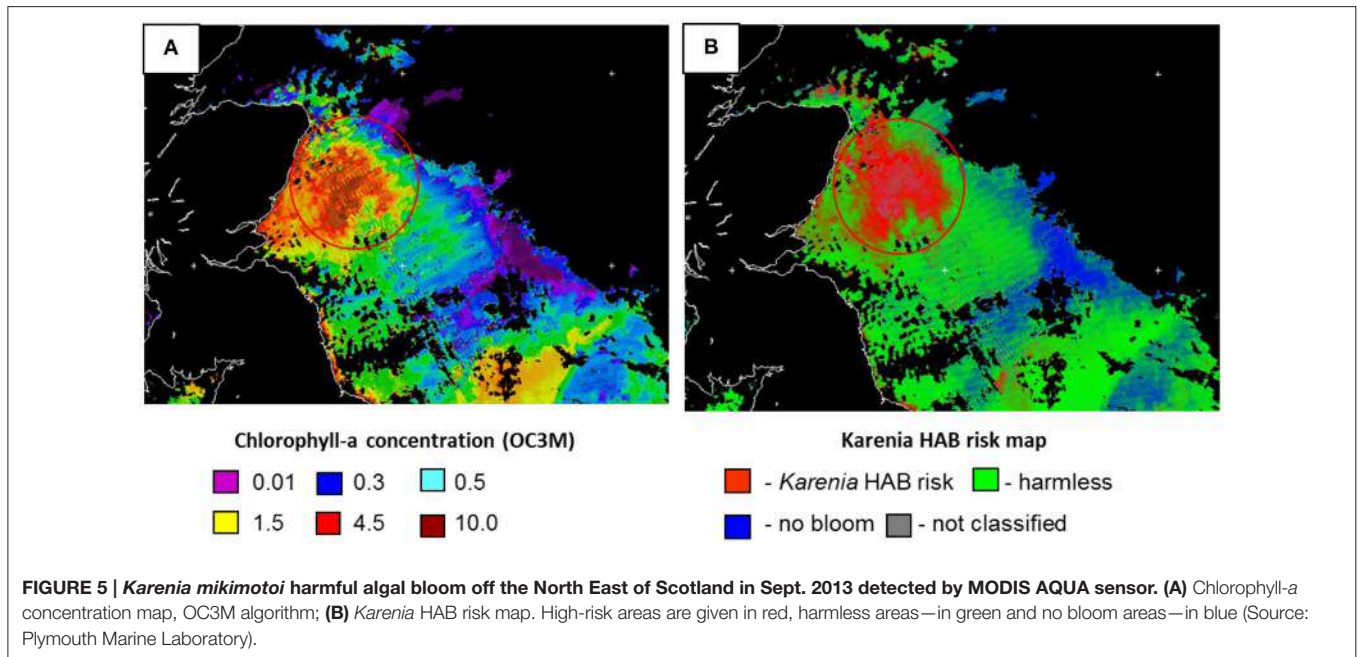 A
B
Chlorophyll-a concentration (OC3M)
0.01 0.3 0.5
1.5 4.5 10.0
Karenia HAB risk map
- Karenia HAB risk - harmless
- no bloom - not classified
FIGURE 5 | Karenia mikimotoi harmful algal bloom off the North East of Scotland in Sept. 2013 detected by MODIS AQUA sensor. (A) Chlorophyll-a
concentration map, OC3M algorithm; (B) Karenia HAB risk map. High-risk areas are given in red, harmless areas—in green and no bloom areas—in blue (Source:
Plymouth Marine Laboratory).